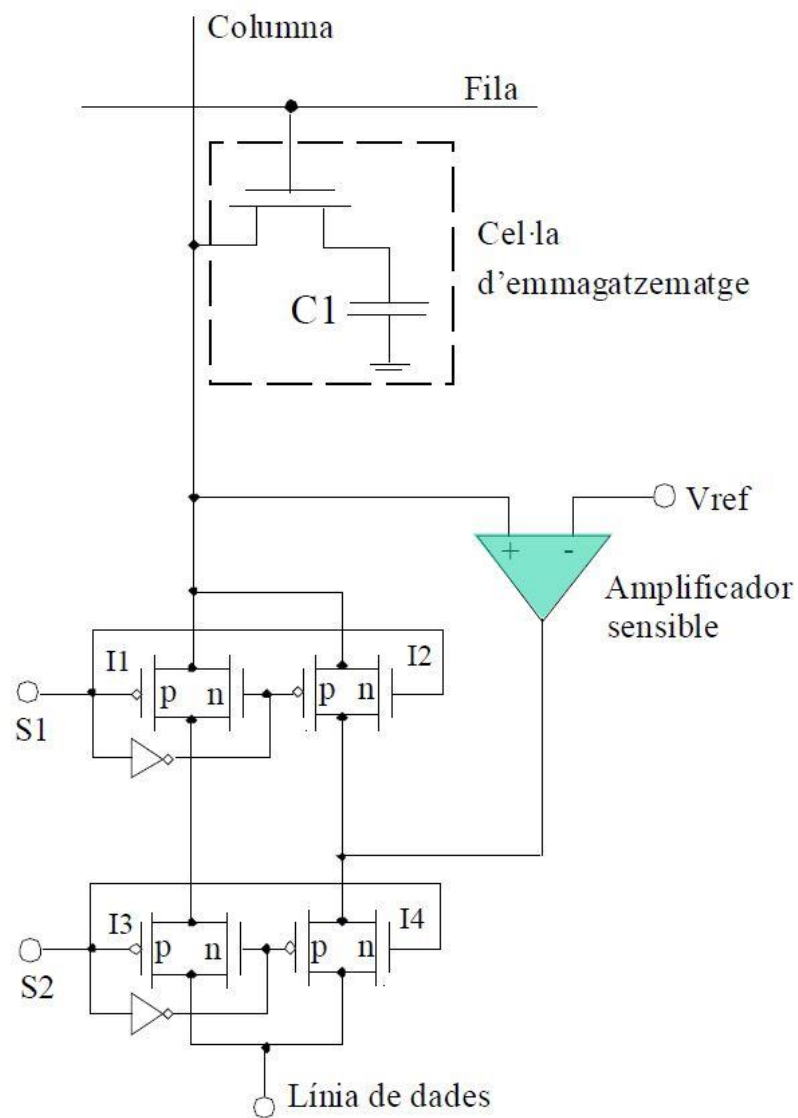 Columna
Fila
Cel·la
d'emmagatzematge
C1
Vref
+ -
Amplificador
sensible
I1
I2
p n
p n
S1
I3
I4
p n
p n
S2
Línia de dades